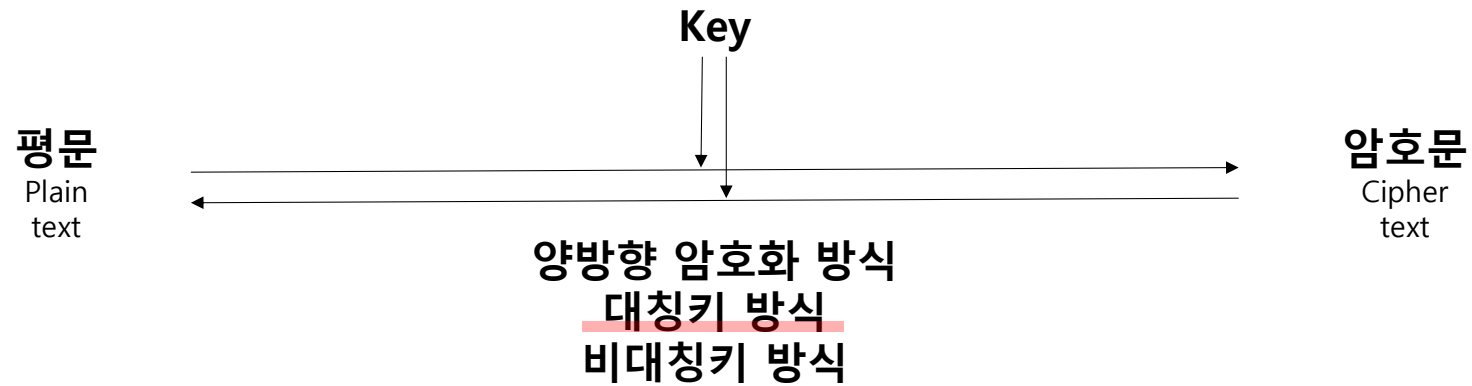 Key
평문
Plain
text
암호문
Cipher
text
양방향 암호화 방식
대칭키 방식
비대칭키 방식